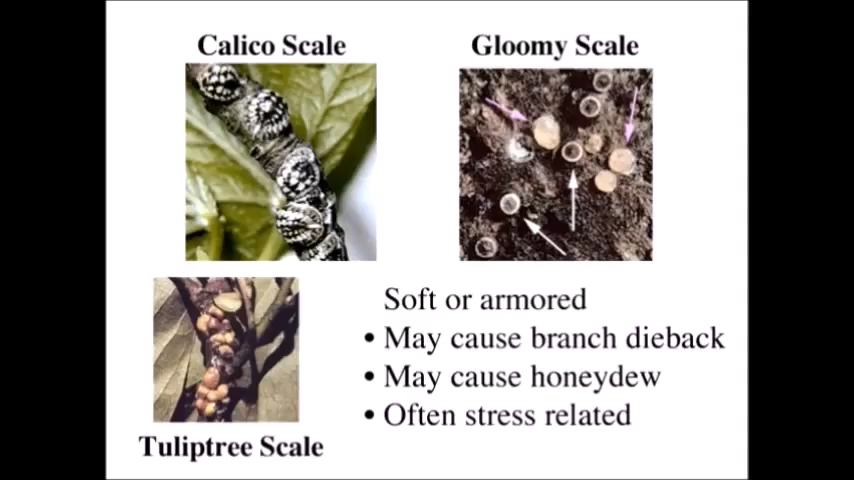 Calico Scale
Gloomy Scale
Soft or armored
• May cause branch dieback
• May cause honeydew
• Often stress related
Tuliptree Scale